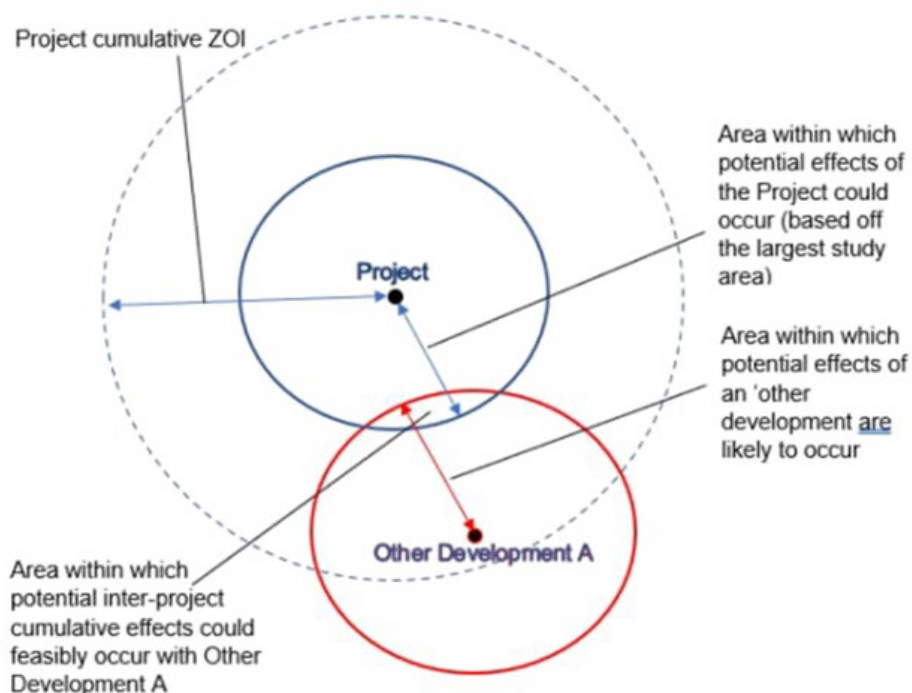 Project cumulative ZOI
Area within which
potential effects of
the Project could
occur (based off
the largest study
area)
Project
Area within which
potential effects of
an 'other
development are
likely to occur
Other Development A
Area within which
potential inter-project
cumulative effects could
feasibly occur with Other
Development A